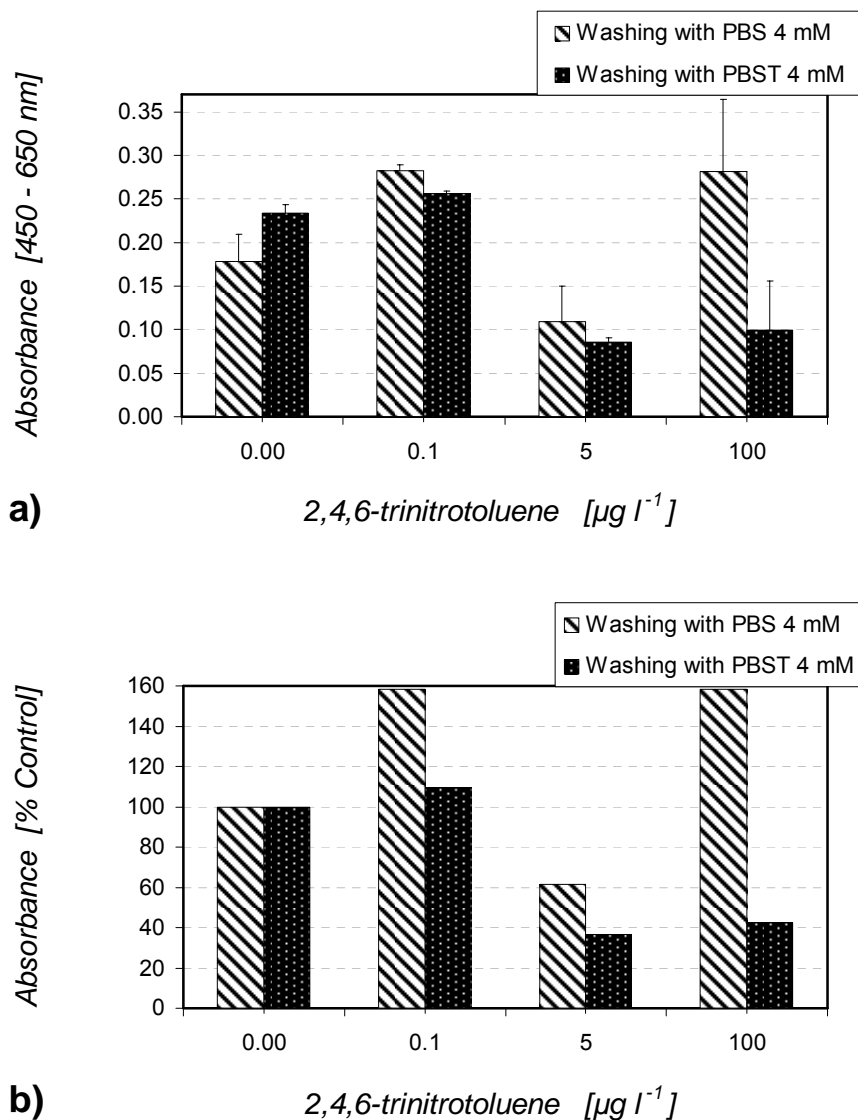 Washing with PBS 4 mM
Washing with PBST 4 mM
Absorbance [450 - 650 nm]
0.35
0.30
0.25
0.20
0.15
0.10
0.05
0.00
0.00 0.1 5 100
a)
2,4,6-trinitrotoluene [µg l⁻¹]
Washing with PBS 4 mM
Washing with PBST 4 mM
Absorbance [% Control]
160
140
120
100
80
60
40
20
0
0.00 0.1 5 100
b)
2,4,6-trinitrotoluene [µg l⁻¹]